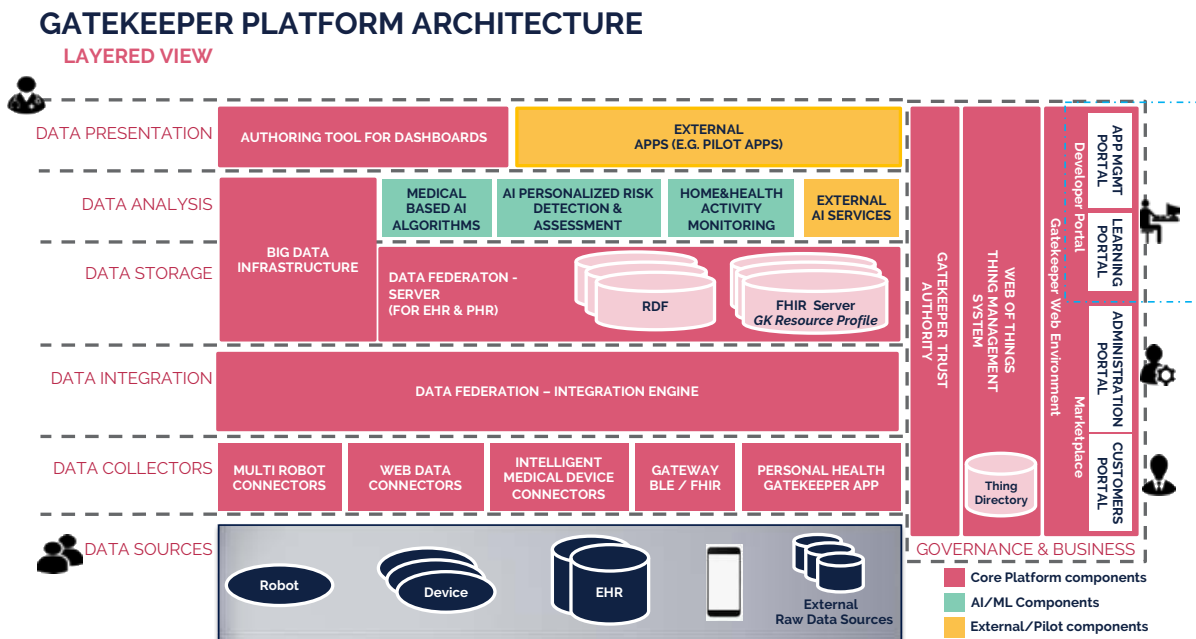 GATEKEEPER PLATFORM ARCHITECTURE
LAYERED VIEW
DATA PRESENTATION
AUTHORING TOOL FOR DASHBOARDS
EXTERNAL
APPS (E.G. PILOT APPS)
DATA ANALYSIS
MEDICAL
BASED AI
ALGORITHMS
AI PERSONALIZED RISK
DETECTION &
ASSESSMENT
HOME&HEALTH
ACTIVITY
MONITORING
EXTERNAL
AI SERVICES
BIG DATA
INFRASTRUCTURE
DATA STORAGE
DATA FEDERATON -
SERVER
(FOR EHR & PHR)
RDF
FHIR Server
GK Resource Profile
DATA INTEGRATION
DATA FEDERATION – INTEGRATION ENGINE
DATA COLLECTORS
MULTI ROBOT
CONNECTORS
WEB DATA
CONNECTORS
INTELLIGENT
MEDICAL DEVICE
CONNECTORS
GATEWAY
BLE / FHIR
PERSONAL HEALTH
GATEKEEPER APP
DATA SOURCES
Robot
Device
EHR
External
Raw Data Sources
GATEKEEPER TRUST
AUTHORITY
WEB OF THINGS
THING MANAGEMENT
SYSTEM
Thing
Directory
Gatekeeper Web Environment
Developer Portal
Marketplace
APP MGMT
PORTAL
LEARNING
PORTAL
ADMINISTRATION
PORTAL
CUSTOMERS
PORTAL
GOVERNANCE & BUSINESS
Core Platform components
AI/ML Components
External/Pilot components